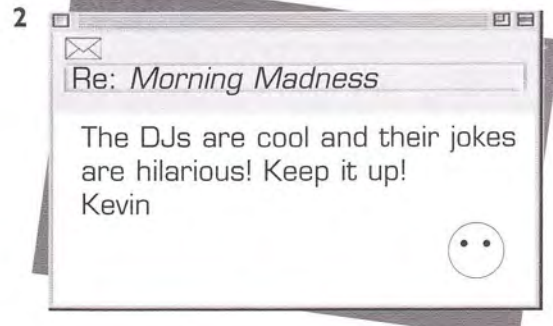 2
Re: Morning Madness
The DJs are cool and their jokes
are hilarious! Keep it up!
Kevin